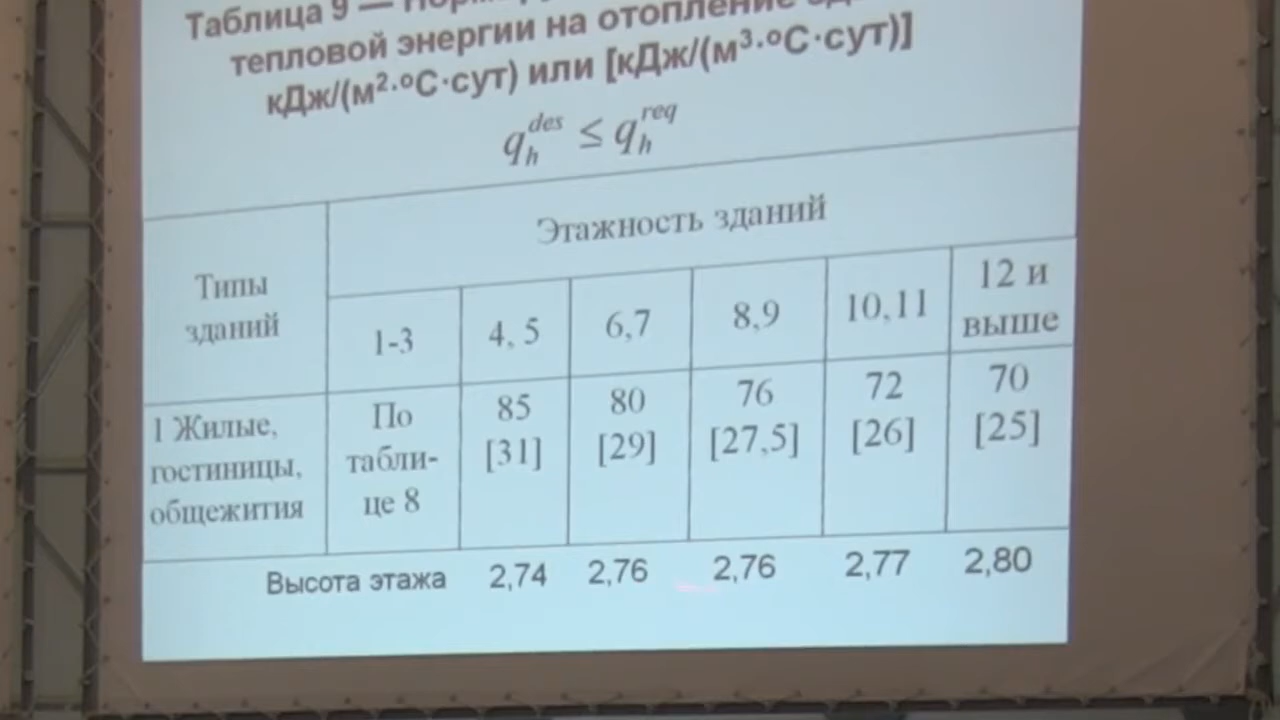 Таблица 9 —
тепловой энергии на отопление
кДж/(м²·ºС·сут) или [кДж/(м³·ºС·сут)]
q_h^des ≤ q_h^req
Типы
зданий
Этажность зданий
1-3
4, 5
6,7
8,9
10,11
12 и
выше
1 Жилые,
гостиницы,
общежития
По
табли-
це 8
85
[31]
80
[29]
76
[27,5]
72
[26]
70
[25]
Высота этажа 2,74 2,76 2,76 2,77 2,80